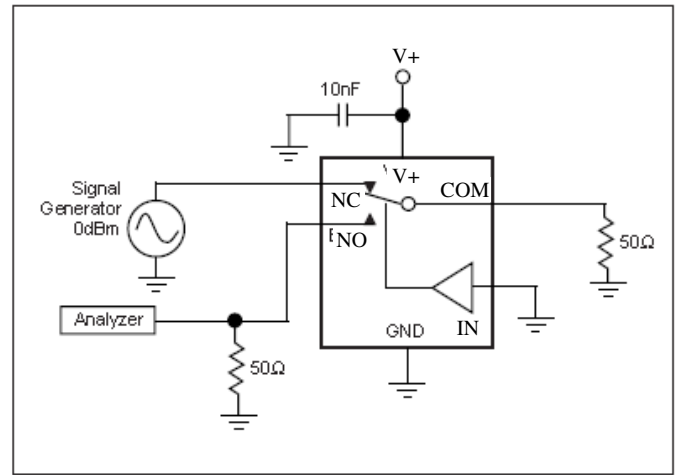 V+
10nF
V+
Signal
Generator
0dBm
NC
COM
NO
50Ω
Analyzer
GND
IN
50Ω